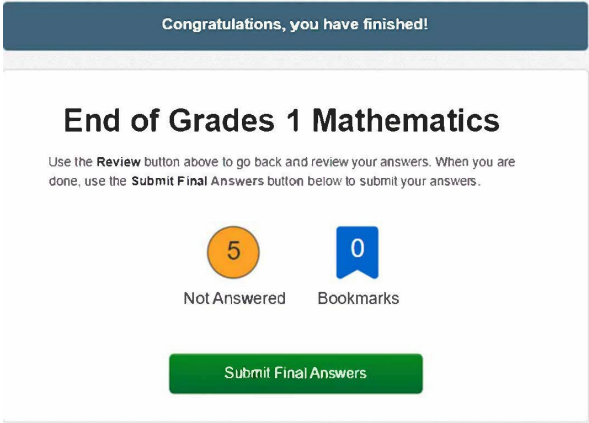 Congratulations, you have finished!
End of Grades 1 Mathematics
Use the Review button above to go back and review your answers. When you are
done, use the Submit Final Answers button below to submit your answers.
5
0
Not Answered
Bookmarks
Submit Final Answers